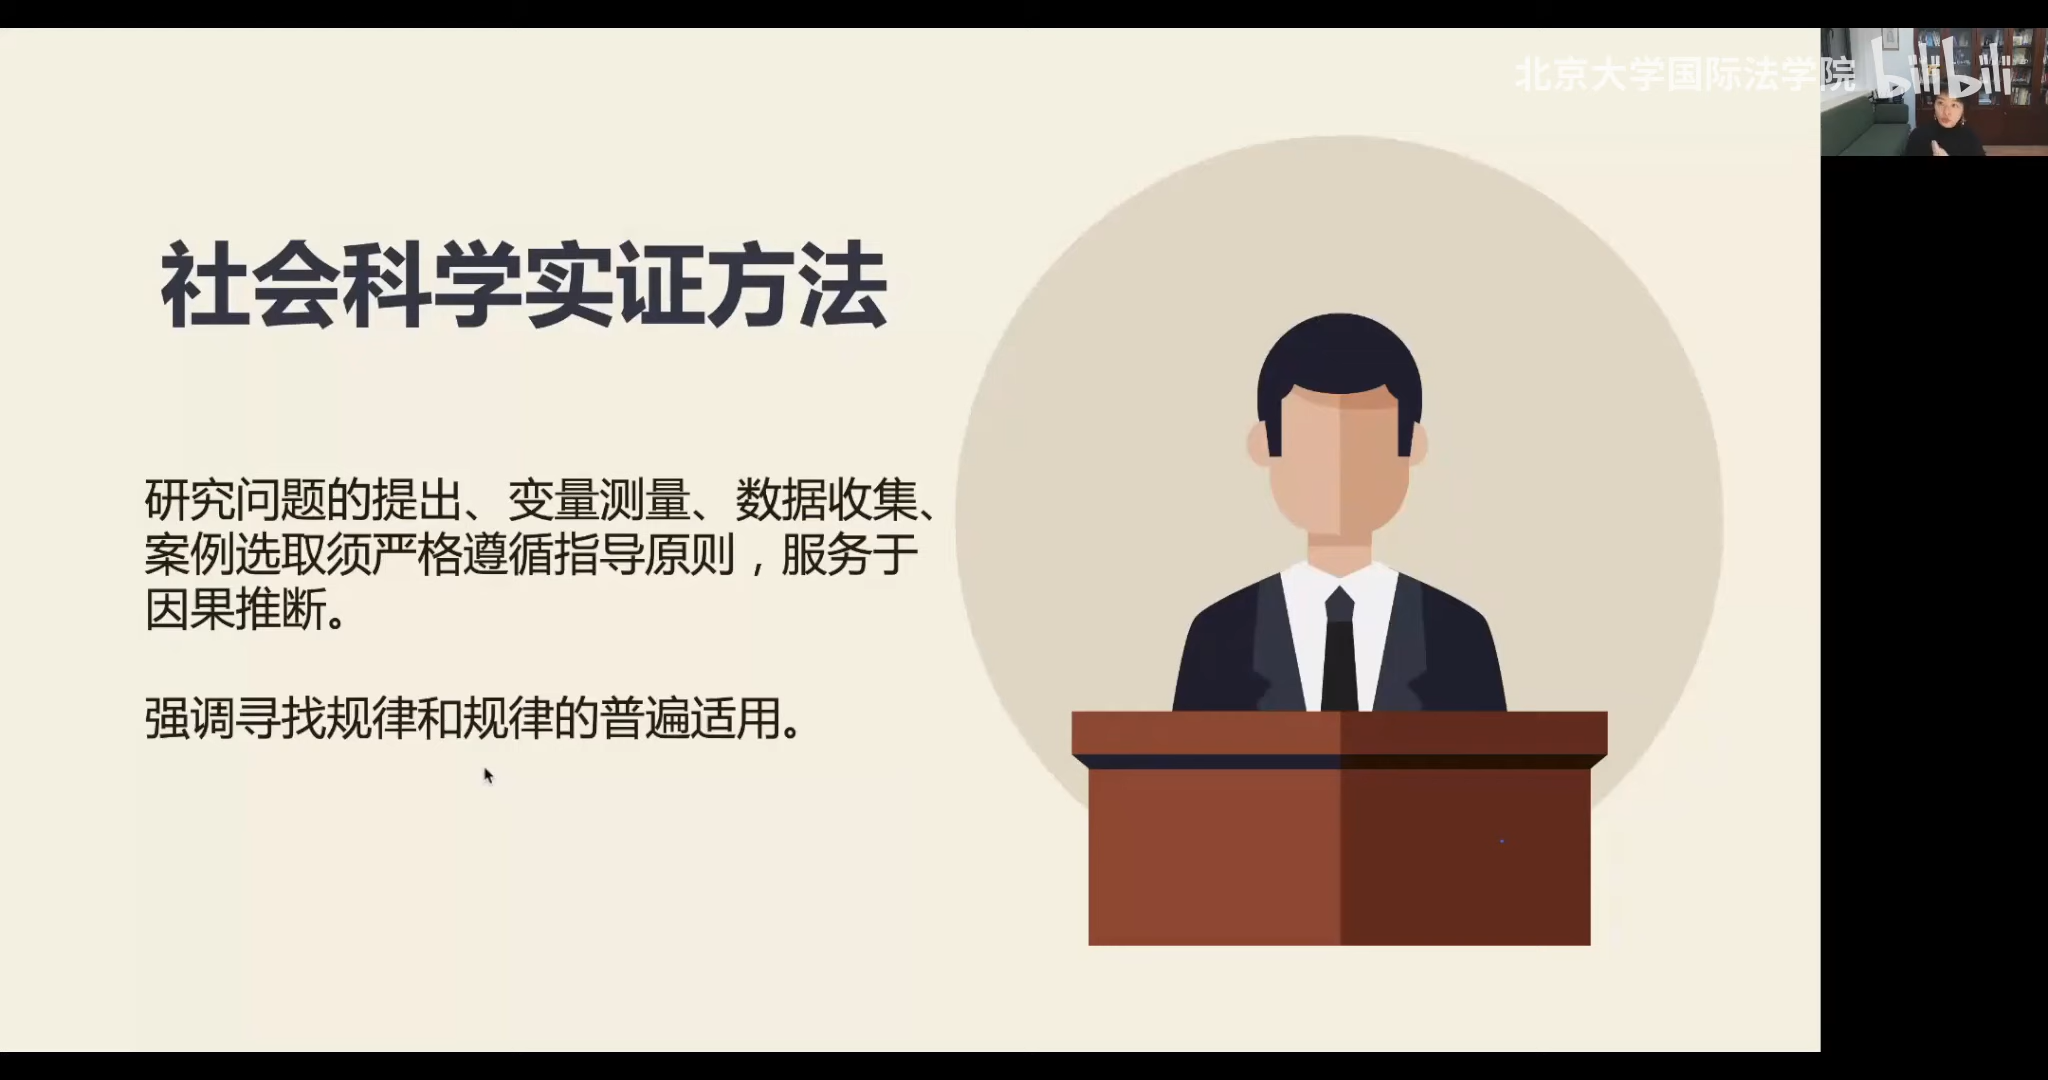 北京大学国际法学院 bilibili
社会科学实证方法
研究问题的提出、变量测量、数据收集、
案例选取须严格遵循指导原则，服务于
因果推断。
强调寻找规律和规律的普遍适用。